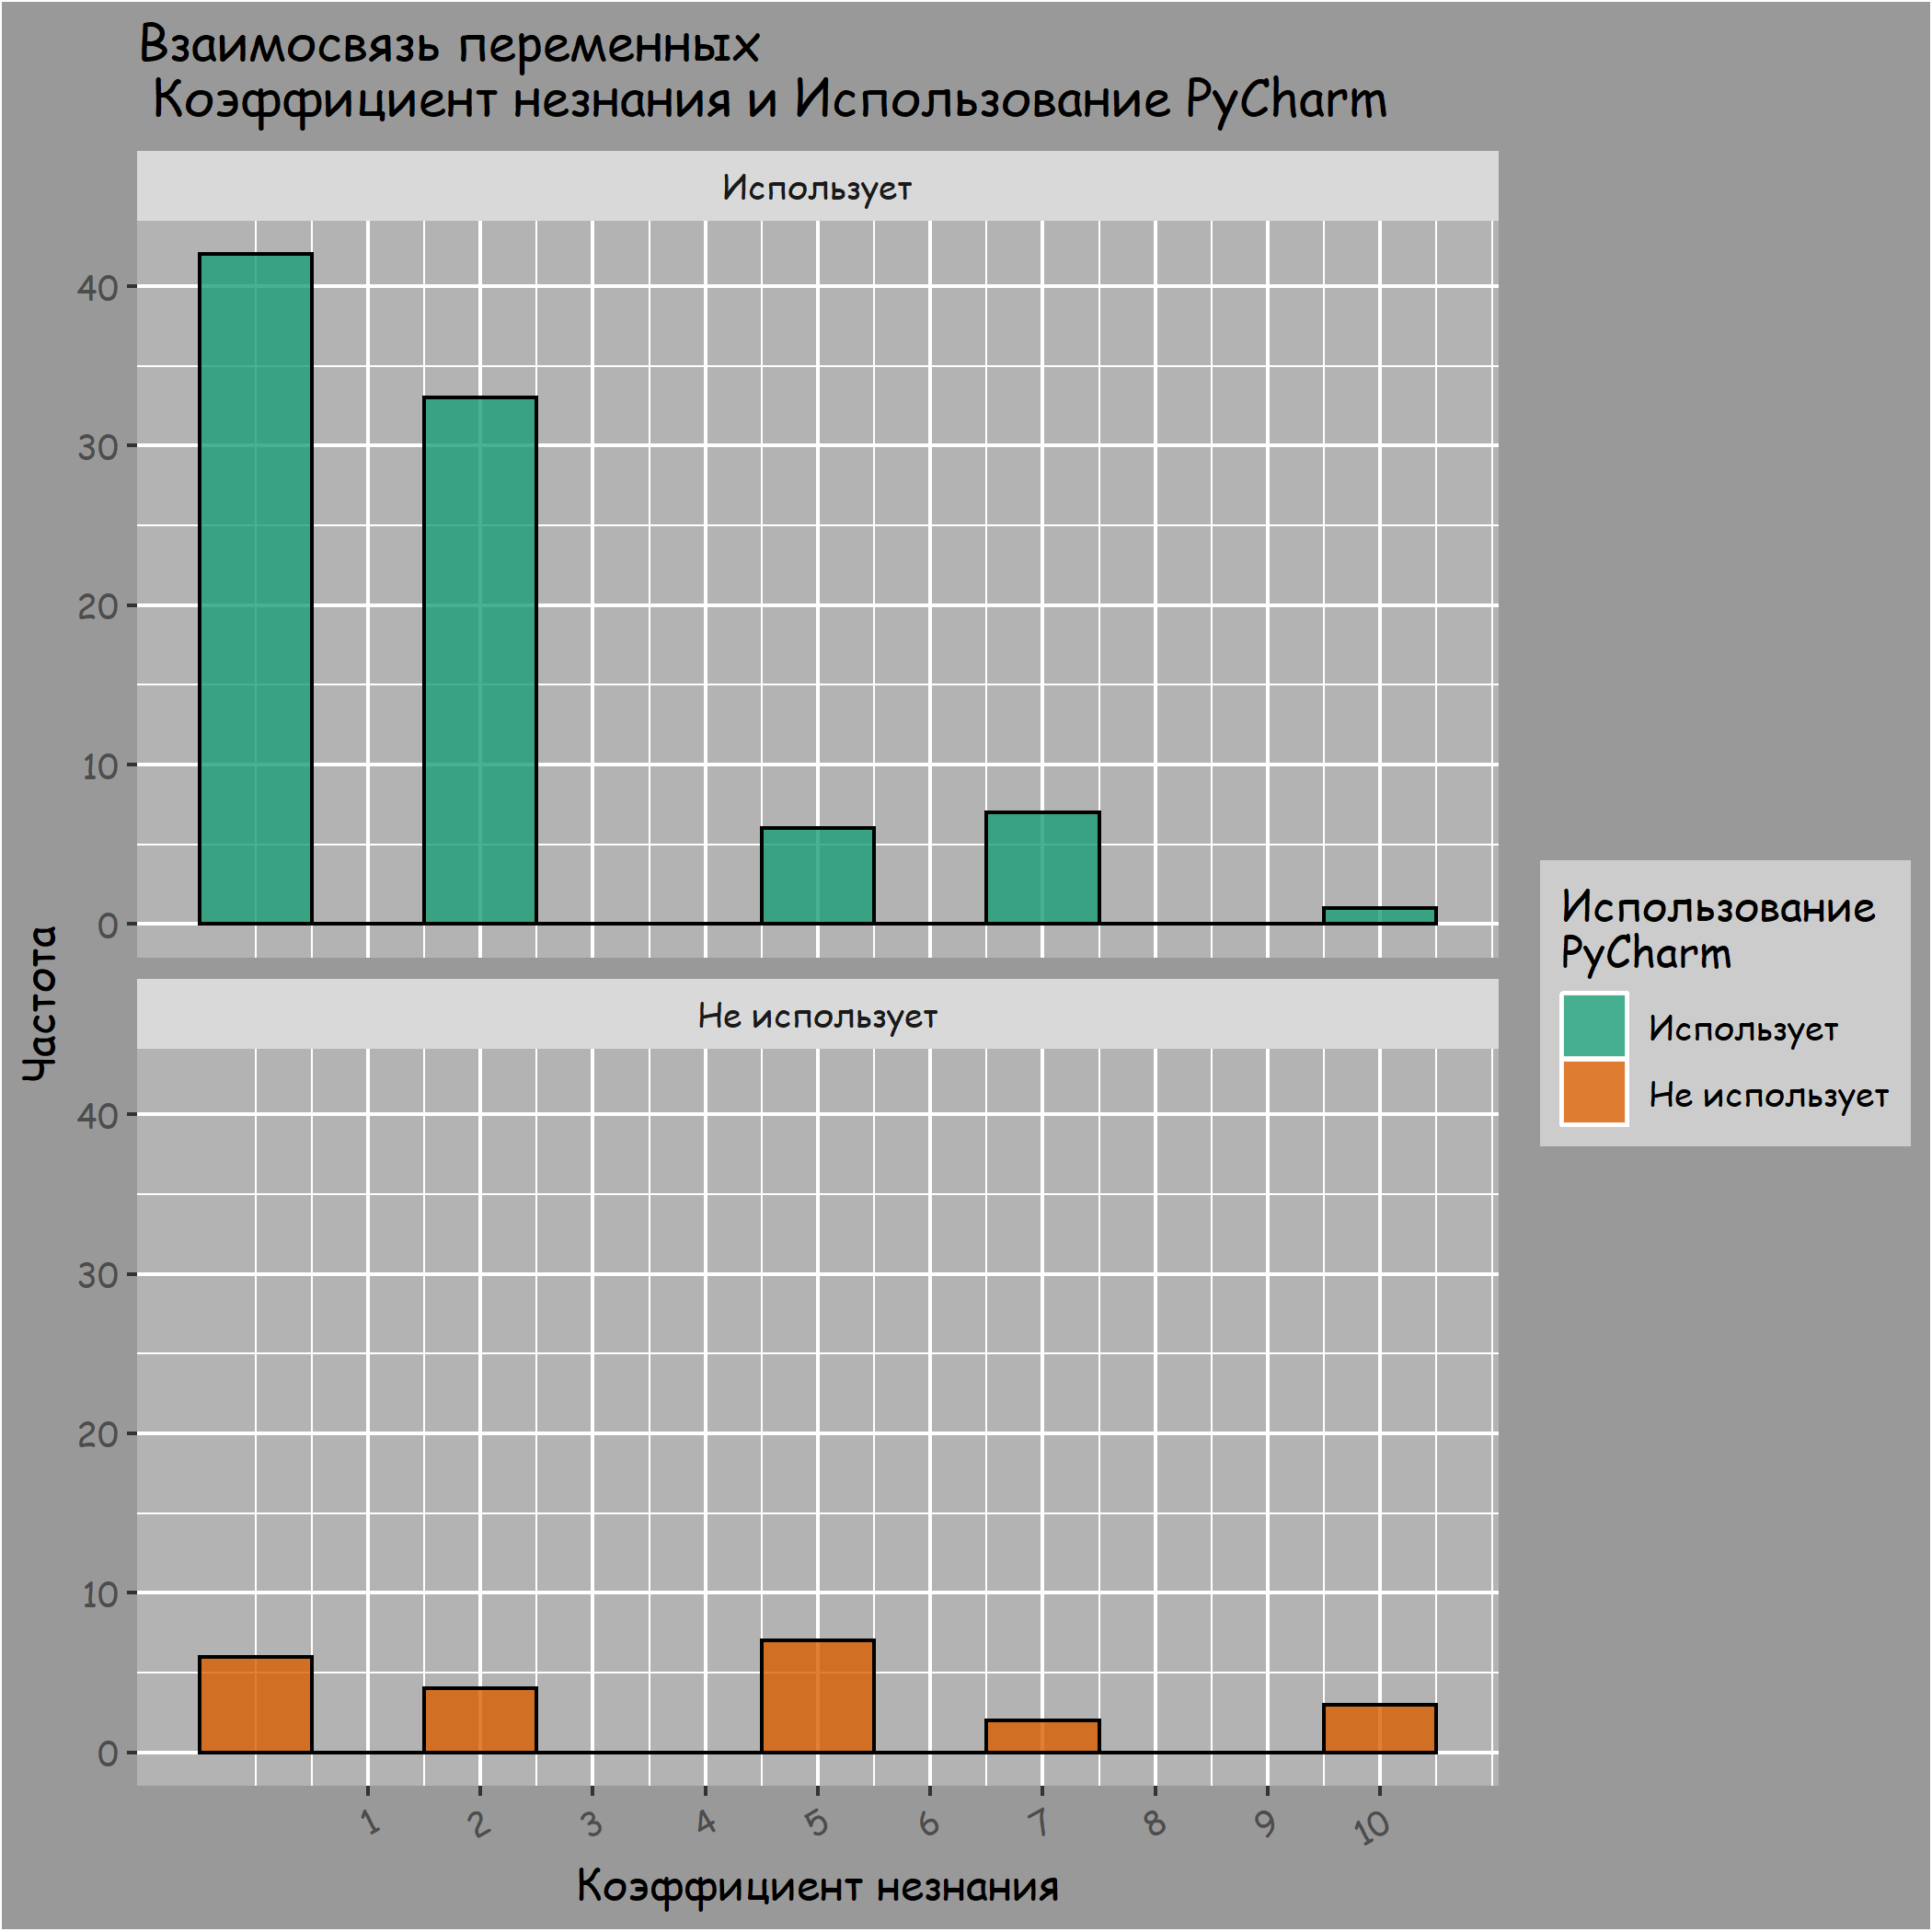 Взаимосвязь переменных
Коэффициент незнания и Использование PyCharm
Использует
40
30
20
10
0
Не использует
40
30
20
10
0
1 2 3 4 5 6 7 8 9 10
Коэффициент незнания
Частота
Использование
PyCharm
Использует
Не использует